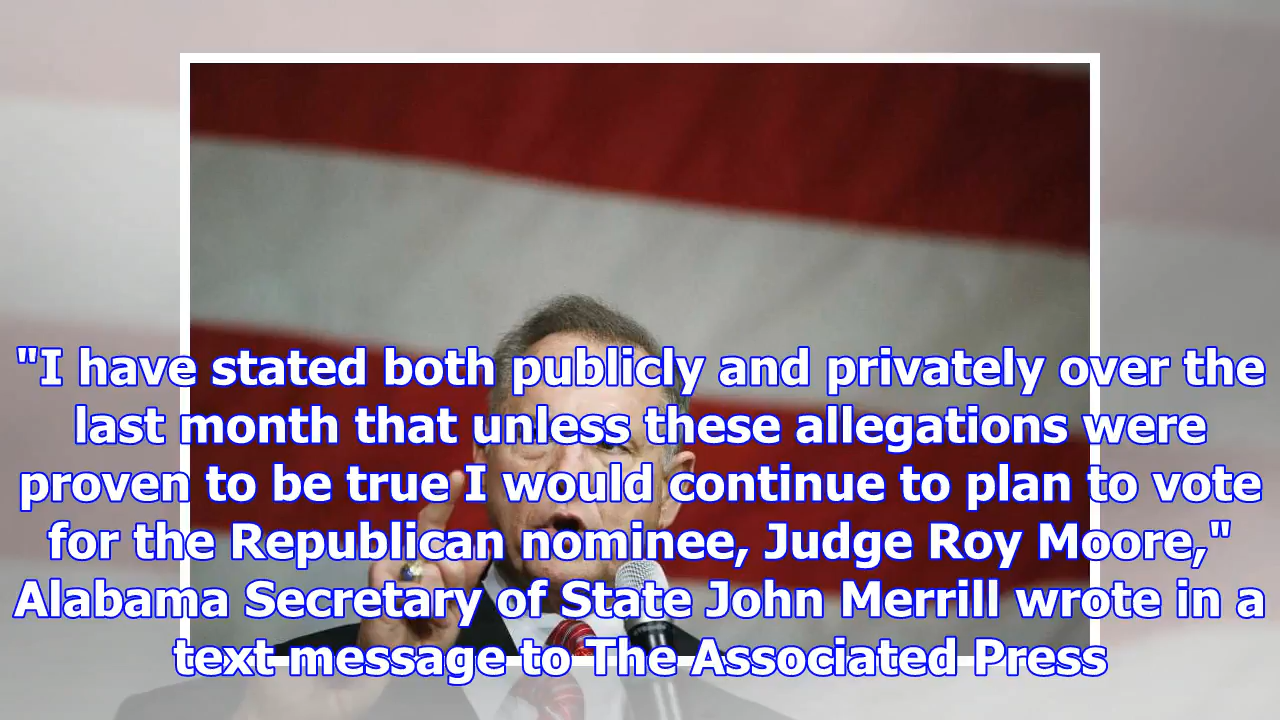 "I have stated both publicly and privately over the
last month that unless these allegations were
proven to be true I would continue to plan to vote
for the Republican nominee, Judge Roy Moore,"
Alabama Secretary of State John Merrill wrote in a
text message to The Associated Press